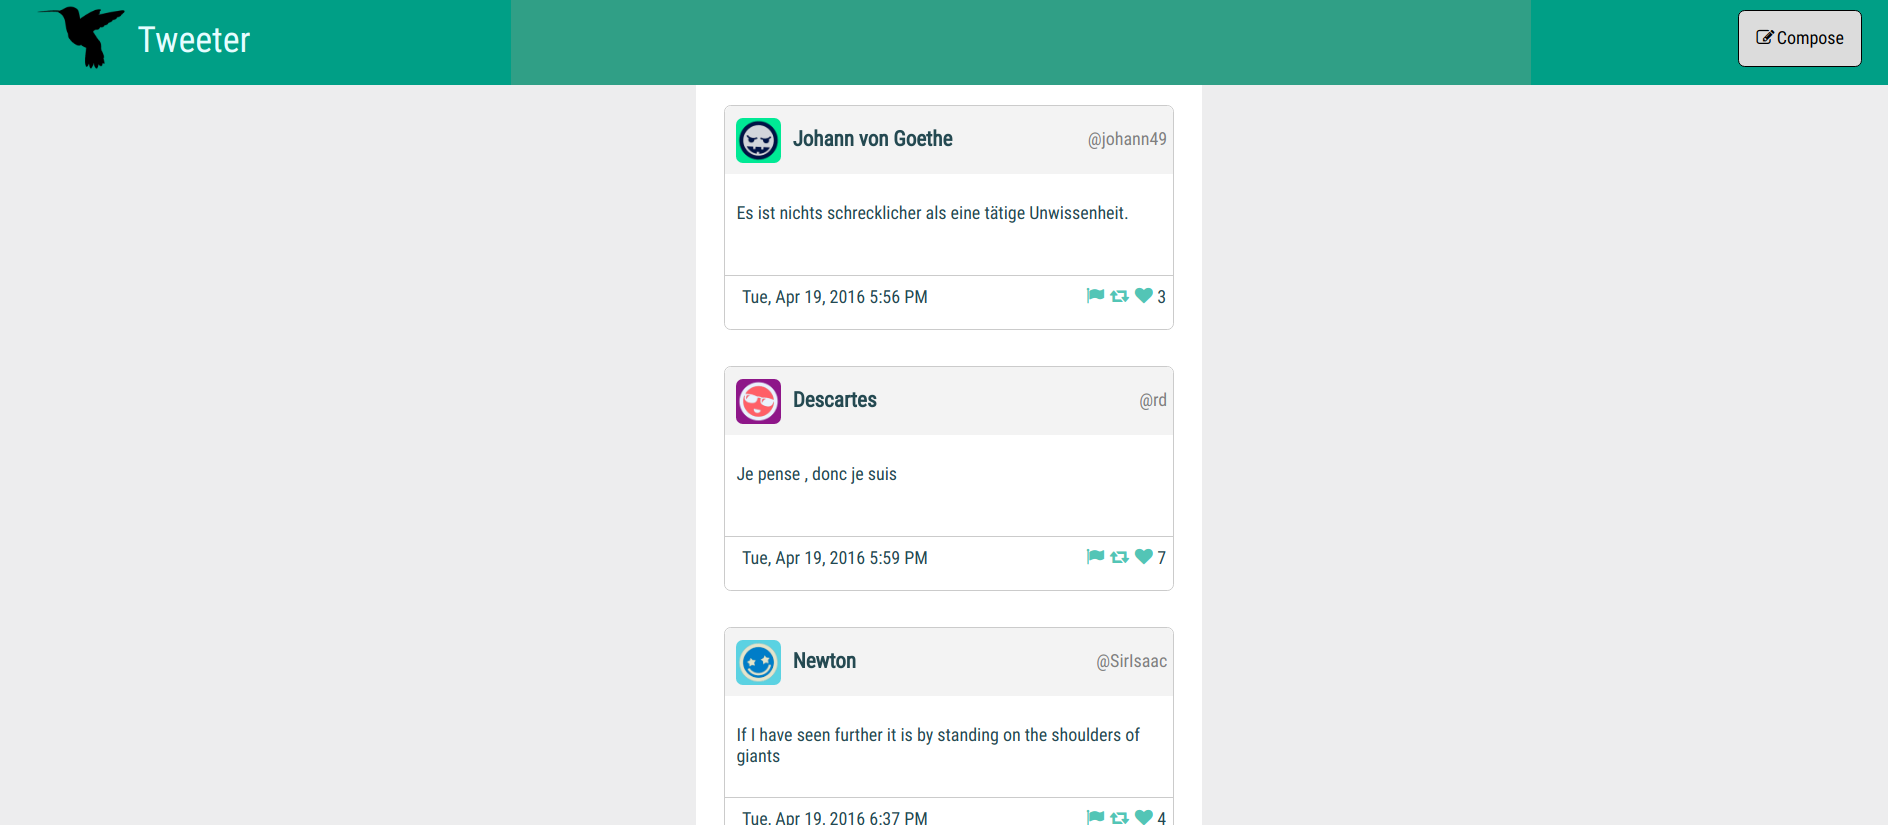 Tweeter
Compose
Johann von Goethe @johann49
Es ist nichts schrecklicher als eine tätige Unwissenheit.
Tue, Apr 19, 2016 5:56 PM 3
Descartes @rd
Je pense , donc je suis
Tue, Apr 19, 2016 5:59 PM 7
Newton @SirIsaac
If I have seen further it is by standing on the shoulders of
giants
Tue, Apr 19, 2016 6:37 PM 4